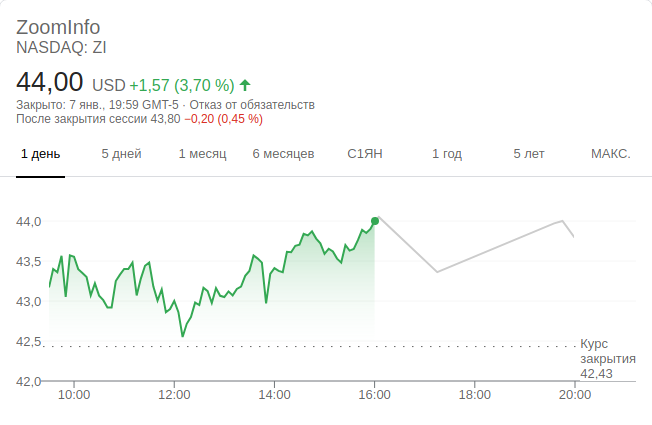 ZoomInfo
NASDAQ: ZI
44,00 USD +1,57 (3,70 %)
Закрыто: 7 янв., 19:59 GMT-5 · Отказ от обязательств
После закрытия сессии 43,80 −0,20 (0,45 %)
1 день 5 дней 1 месяц 6 месяцев С1ЯН 1 год 5 лет МАКС.
44,0
43,5
43,0
42,5
Курс
закрытия
42,43
42,0
10:00 12:00 14:00 16:00 18:00 20:00